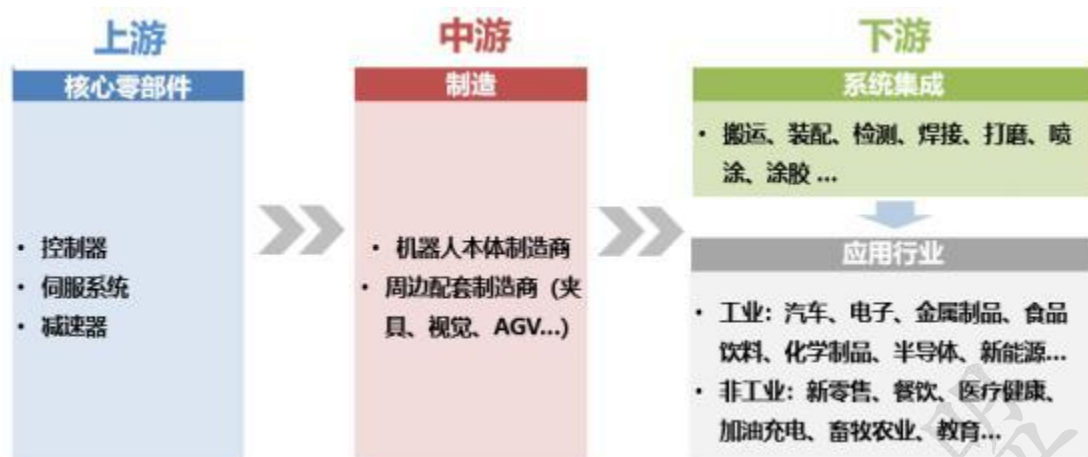 上游
核心零部件
• 控制器
• 伺服系统
• 减速器
中游
制造
• 机器人本体制造商
• 周边配套制造商（夹
具、视觉、AGV...）
下游
系统集成
• 搬运、装配、检测、焊接、打磨、喷
涂、涂胶 ...
应用行业
• 工业：汽车、电子、金属制品、食品
饮料、化学制品、半导体、新能源...
• 非工业：新零售、餐饮、医疗健康、
加油充电、畜牧农业、教育...